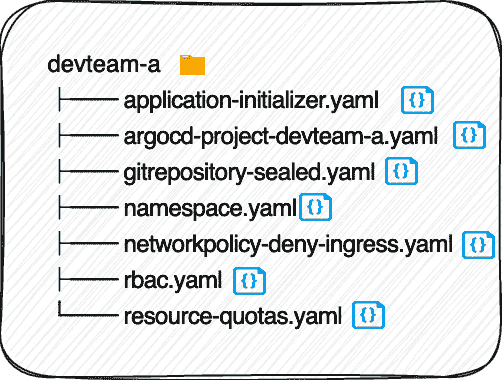 devteam-a
application-initializer.yaml {}
argocd-project-devteam-a.yaml {}
gitrepository-sealed.yaml {}
namespace.yaml {}
networkpolicy-deny-ingress.yaml {}
rbac.yaml {}
resource-quotas.yaml {}